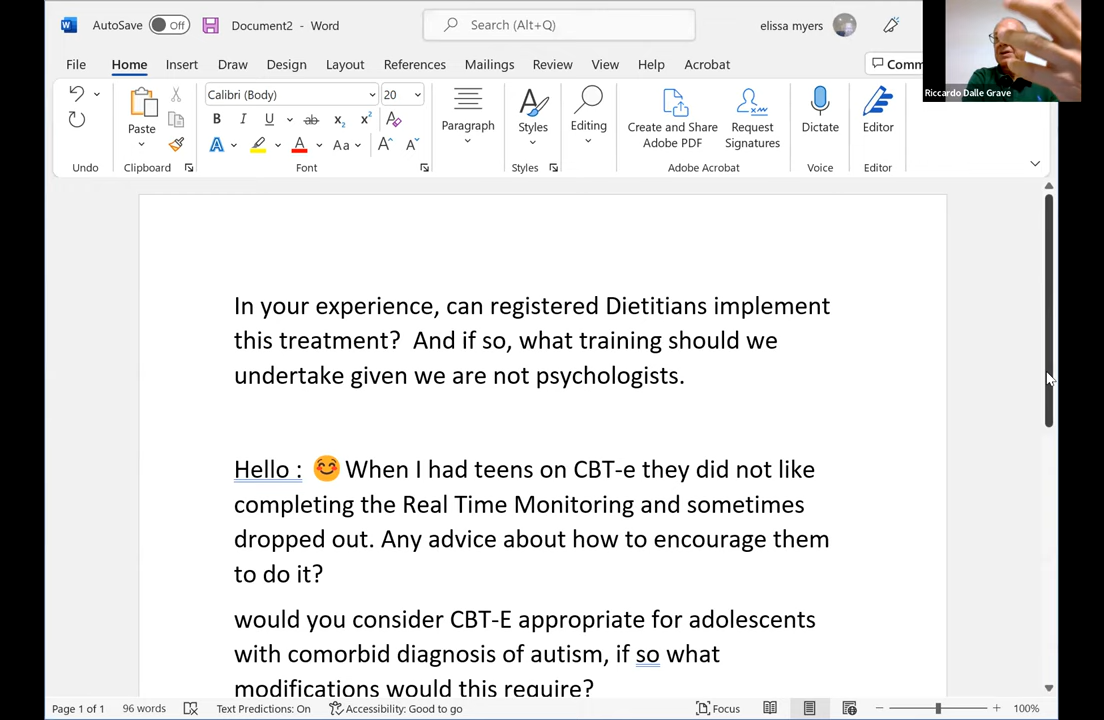 AutoSave Off Document2 - Word Search (Alt+Q) elissa myers
File Home Insert Draw Design Layout References Mailings Review View Help Acrobat Comm
Riccardo Dalle Grave
Calibri (Body) 20
Paste Paragraph Styles Editing Create and Share Adobe PDF Request Signatures Dictate Editor
Undo Clipboard Font Styles Adobe Acrobat Voice Editor
In your experience, can registered Dietitians implement
this treatment?  And if so, what training should we
undertake given we are not psychologists.
Hello : 😊 When I had teens on CBT-e they did not like
completing the Real Time Monitoring and sometimes
dropped out. Any advice about how to encourage them
to do it?
would you consider CBT-E appropriate for adolescents
with comorbid diagnosis of autism, if so what
modifications would this require?
Page 1 of 1 96 words Text Predictions: On Accessibility: Good to go Focus 100%